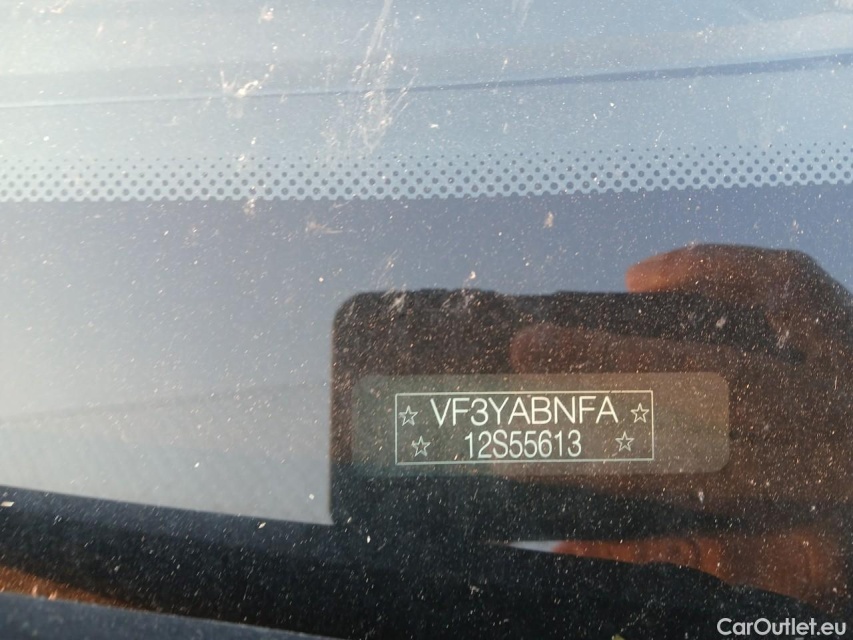 ☆ VF3YABNFA ☆
☆ 12S55613 ☆
CarOutlet.eu